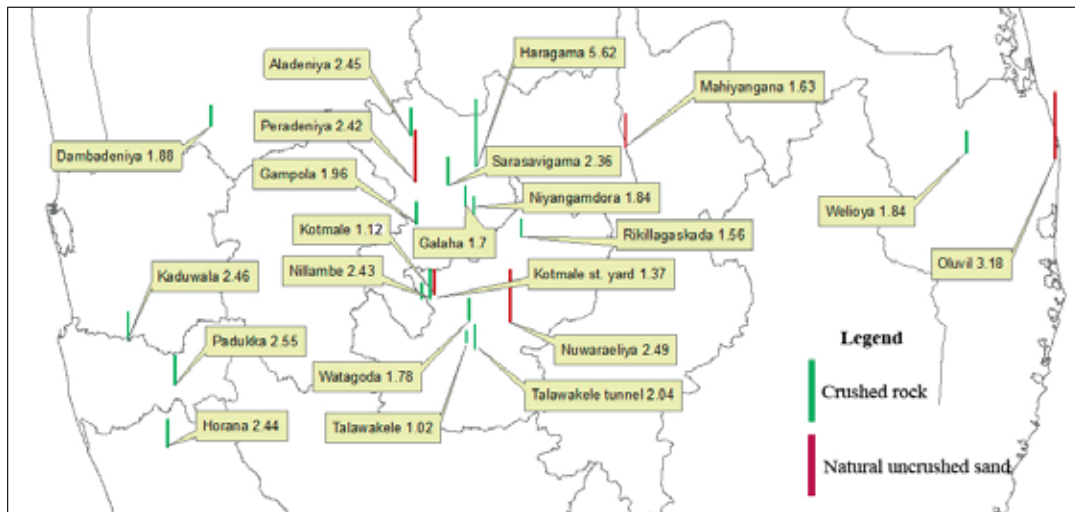 Haragama 5.62
Aladeniya 2.45
Mahiyangana 1.63
Peradeniya 2.42
Dambadeniya 1.88
Sarasavigama 2.36
Gampola 1.96
Niyangamdora 1.84
Welioya 1.84
Kotmale 1.12
Galaha 1.7
Rikillagaskada 1.56
Oluvil 3.18
Kaduwala 2.46
Nillambe 2.43
Kotmale st. yard 1.37
Legend
Padukka 2.55
Nuwaraeliya 2.49
Watagoda 1.78
Crushed rock
Talawakele tunnel 2.04
Horana 2.44
Talawakele 1.02
Natural uncrushed sand